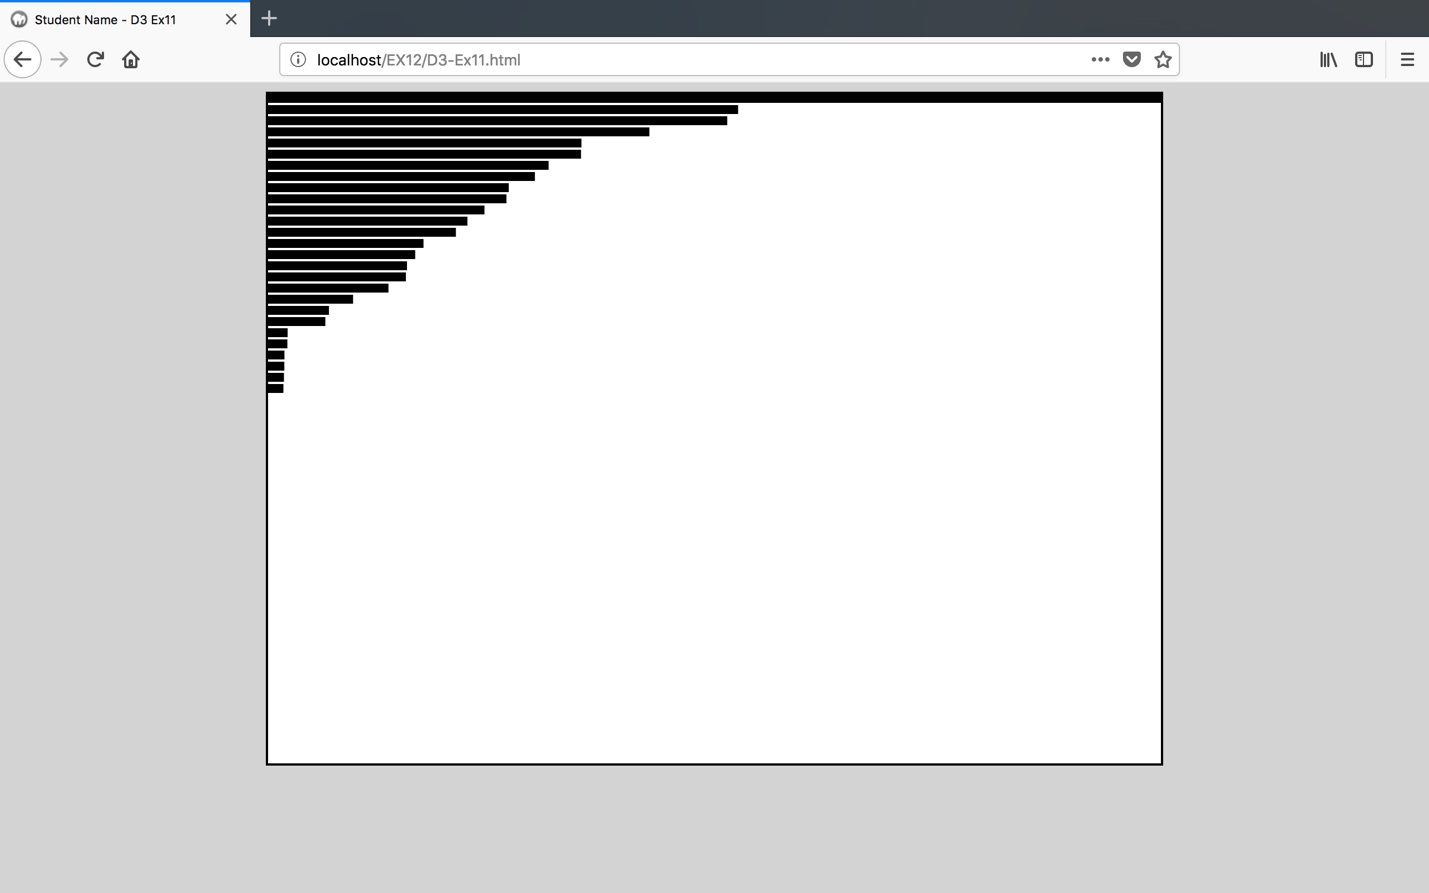 Student Name - D3 Ex11
localhost/EX12/D3-Ex11.html